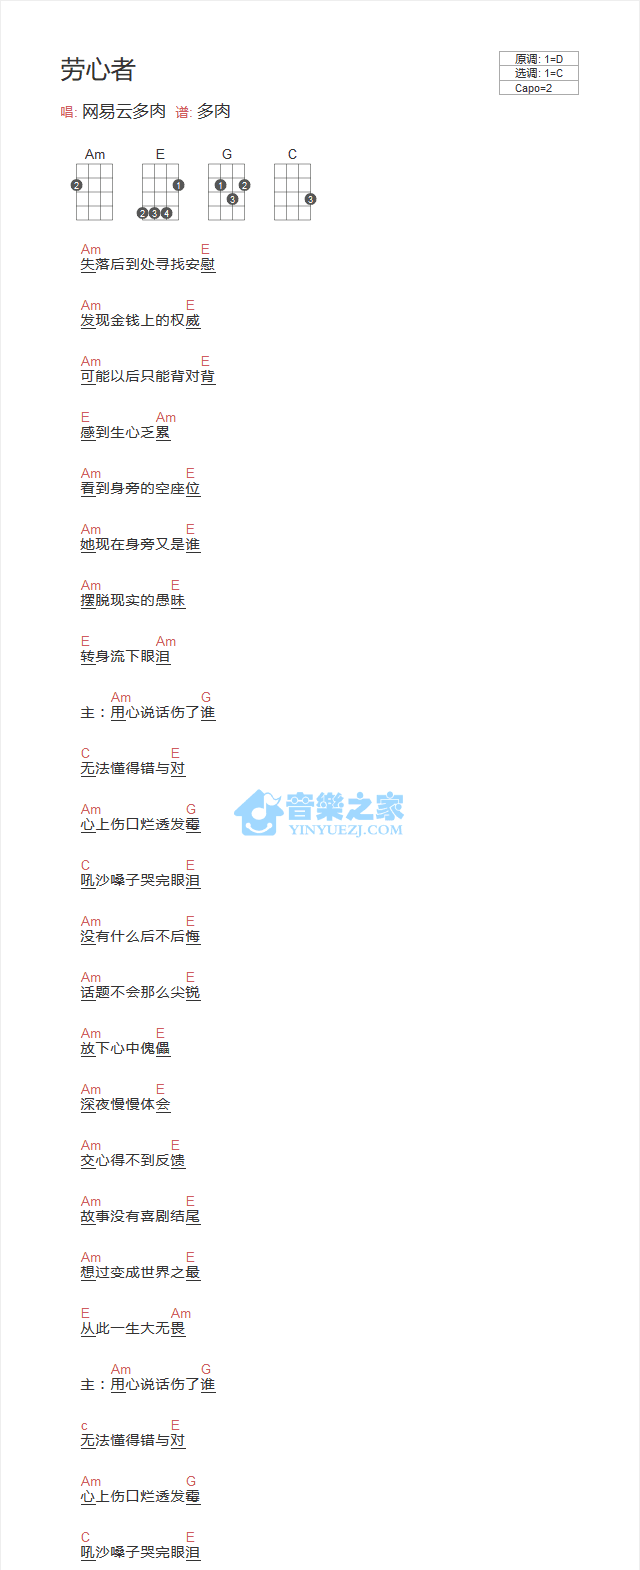 劳心者
原调: 1=D
选调: 1=C
Capo=2
唱: 网易云多肉 谱: 多肉
Am E G C
2 1 1 2 3
2 3 4 3
Am E
失落后到处寻找安慰
Am E
发现金钱上的权威
Am E
可能以后只能背对背
E Am
感到生心乏累
Am E
看到身旁的空座位
Am E
她现在身旁又是谁
Am E
摆脱现实的愚昧
E Am
转身流下眼泪
Am G
主：用心说话伤了谁
C E
无法懂得错与对
Am G
心上伤口烂透发霉
C E
吼沙嗓子哭完眼泪
Am E
没有什么后不后悔
Am E
话题不会那么尖锐
Am E
放下心中傀儡
Am E
深夜慢慢体会
Am E
交心得不到反馈
Am E
故事没有喜剧结尾
Am E
想过变成世界之最
E Am
从此一生大无畏
Am G
主：用心说话伤了谁
c E
无法懂得错与对
Am G
心上伤口烂透发霉
C E
吼沙嗓子哭完眼泪
音樂之家
YINYUEZJ.COM